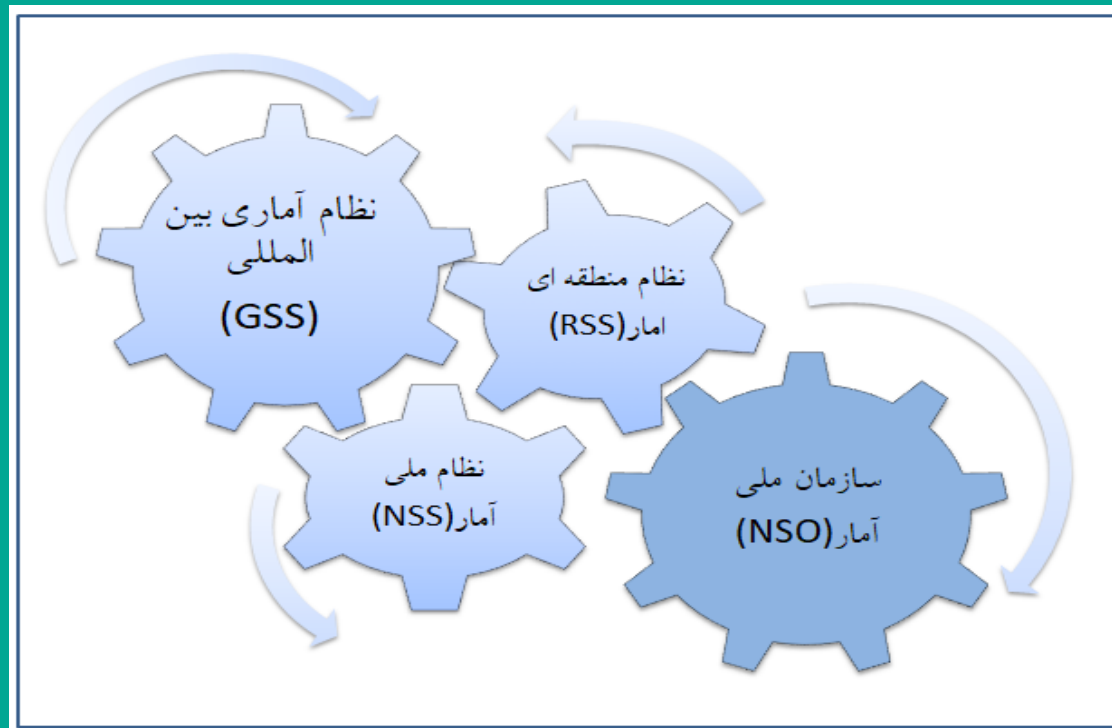 نظام آماری بین
المللی
(GSS)
نظام منطقه ای
امار(RSS)
نظام ملی
آمار(NSS)
سازمان ملی
آمار(NSO)